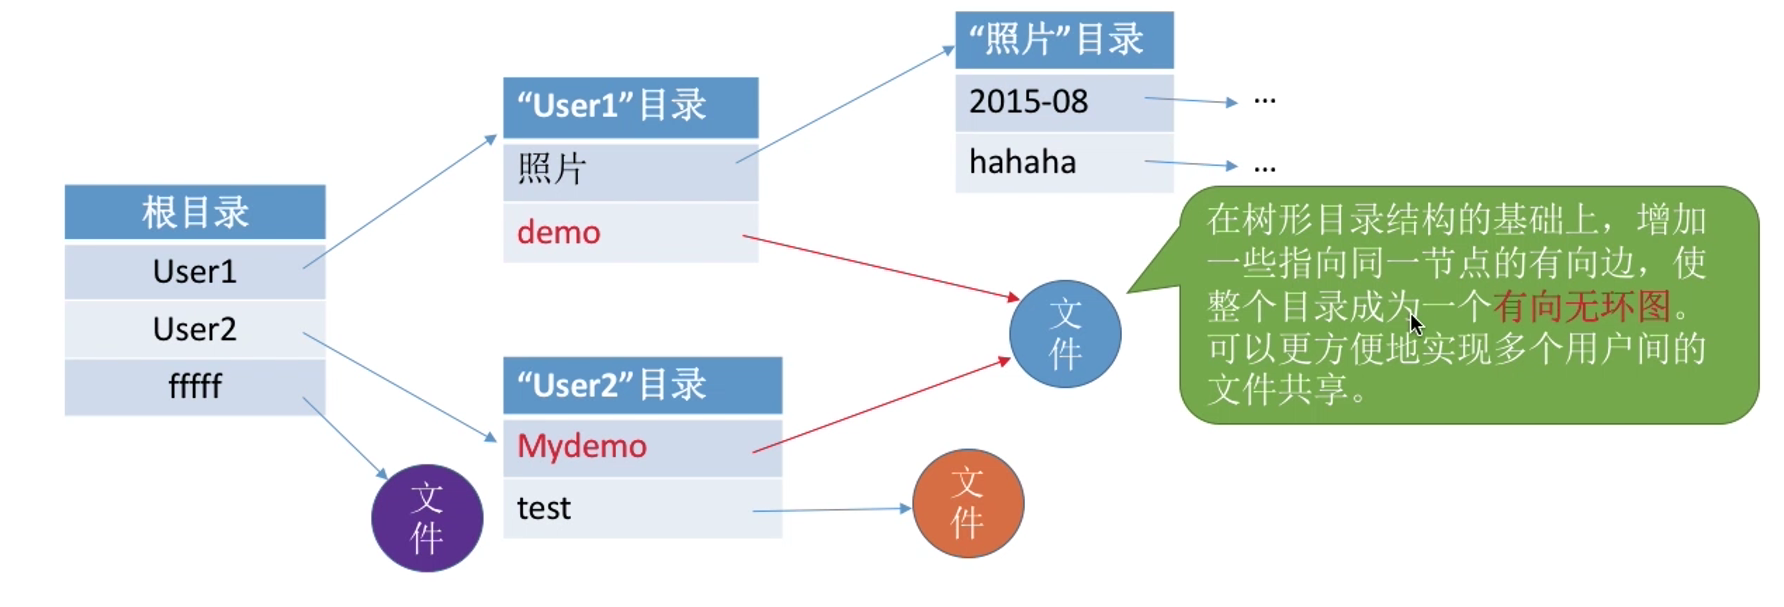 根目录
User1
User2
fffff
文
件
“User1”目录
照片
demo
“User2”目录
Mydemo
test
文
件
文
件
“照片”目录
2015-08
...
hahaha
...
在树形目录结构的基础上，增加
一些指向同一节点的有向边，使
整个目录成为一个有向无环图。
可以更方便地实现多个用户间的
文件共享。